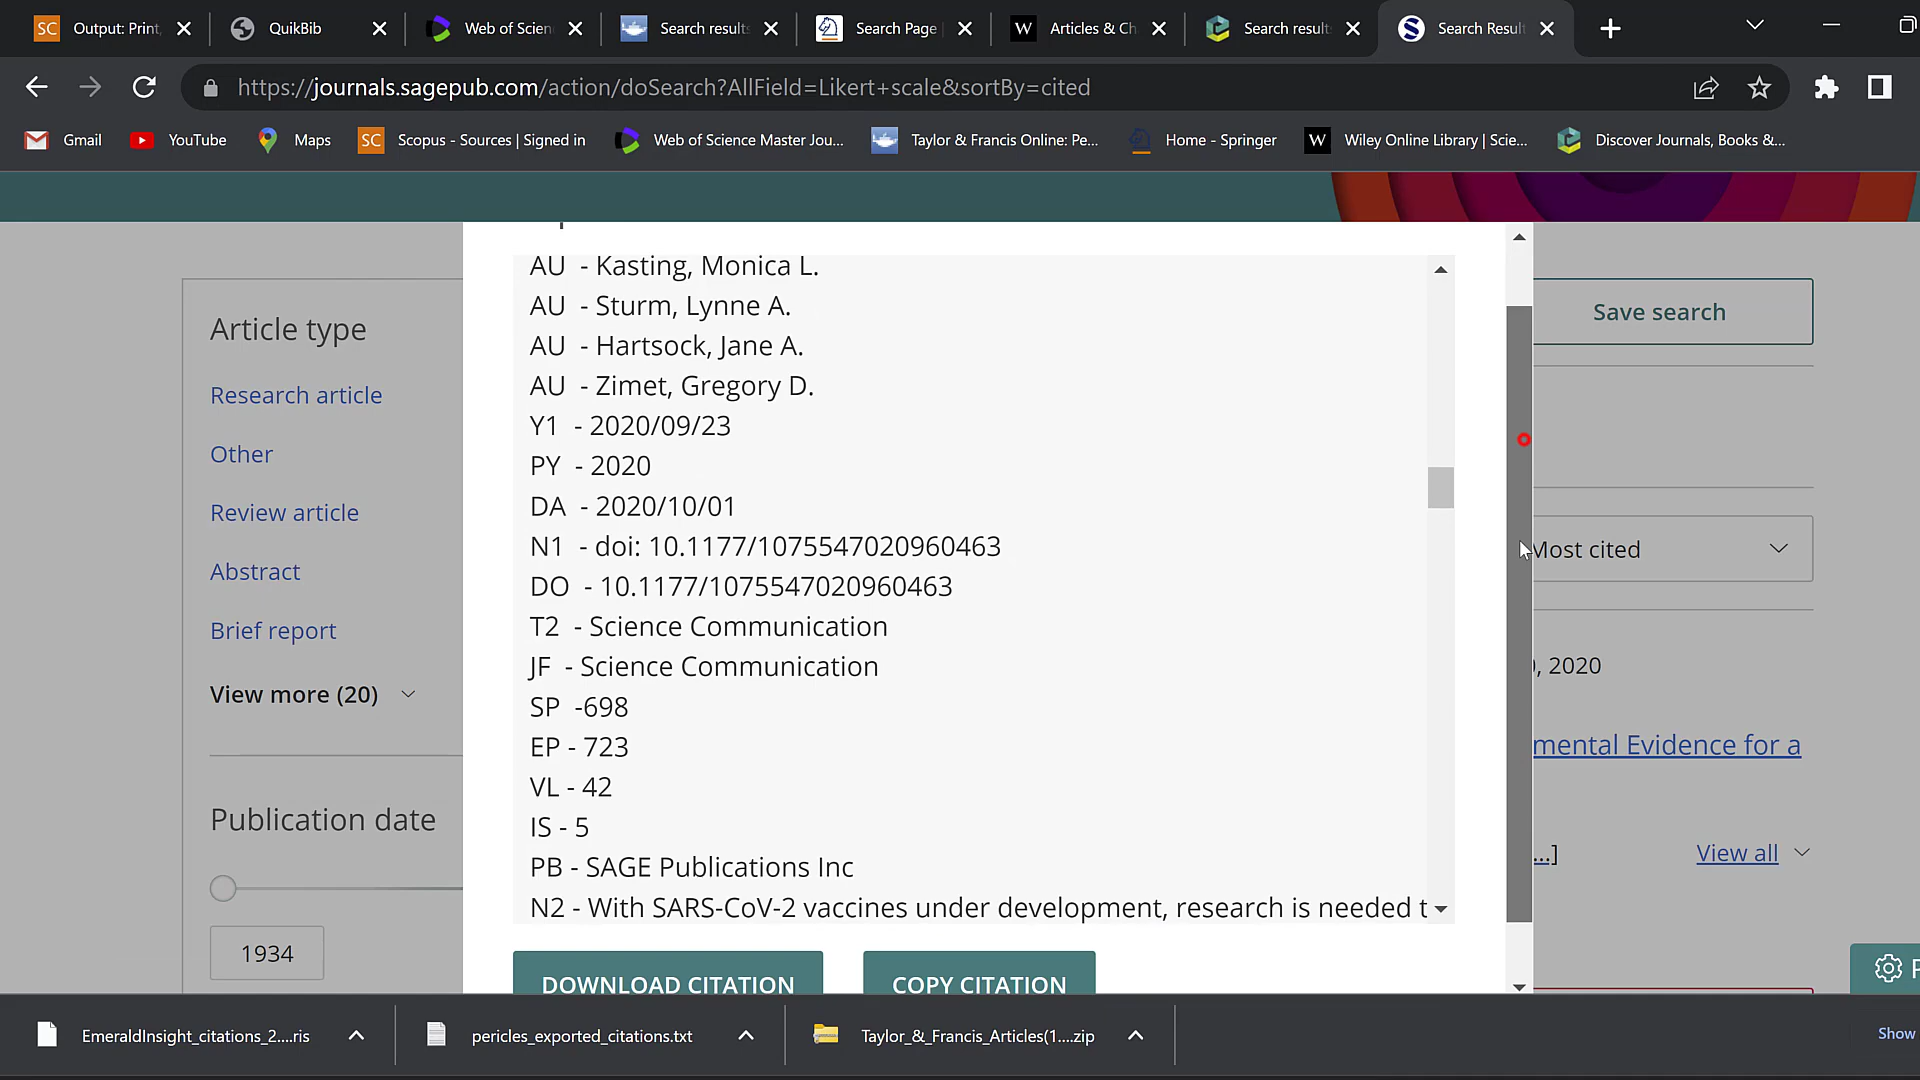 SC Output: Print,
QuikBib
Web of Scien
Search results
Search Page
W Articles & Ch
Search results
Search Resul
https://journals.sagepub.com/action/doSearch?AllField=Likert+scale&sortBy=cited
Gmail
YouTube
Maps
SC Scopus - Sources | Signed in
Web of Science Master Jou...
Taylor & Francis Online: Pe...
Home - Springer
W Wiley Online Library | Scie...
Discover Journals, Books &...
AU - Kasting, Monica L.
AU - Sturm, Lynne A.
AU - Hartsock, Jane A.
AU - Zimet, Gregory D.
Y1 - 2020/09/23
PY - 2020
DA - 2020/10/01
N1 - doi: 10.1177/1075547020960463
DO - 10.1177/1075547020960463
T2 - Science Communication
JF - Science Communication
SP -698
EP - 723
VL - 42
IS - 5
PB - SAGE Publications Inc
N2 - With SARS-CoV-2 vaccines under development, research is needed t
DOWNLOAD CITATION
COPY CITATION
Article type
Research article
Other
Review article
Abstract
Brief report
View more (20)
Publication date
1934
Save search
Most cited
, 2020
mental Evidence for a
...]
View all
EmeraldInsight_citations_2....ris
pericles_exported_citations.txt
Taylor_&_Francis_Articles(1....zip
Show